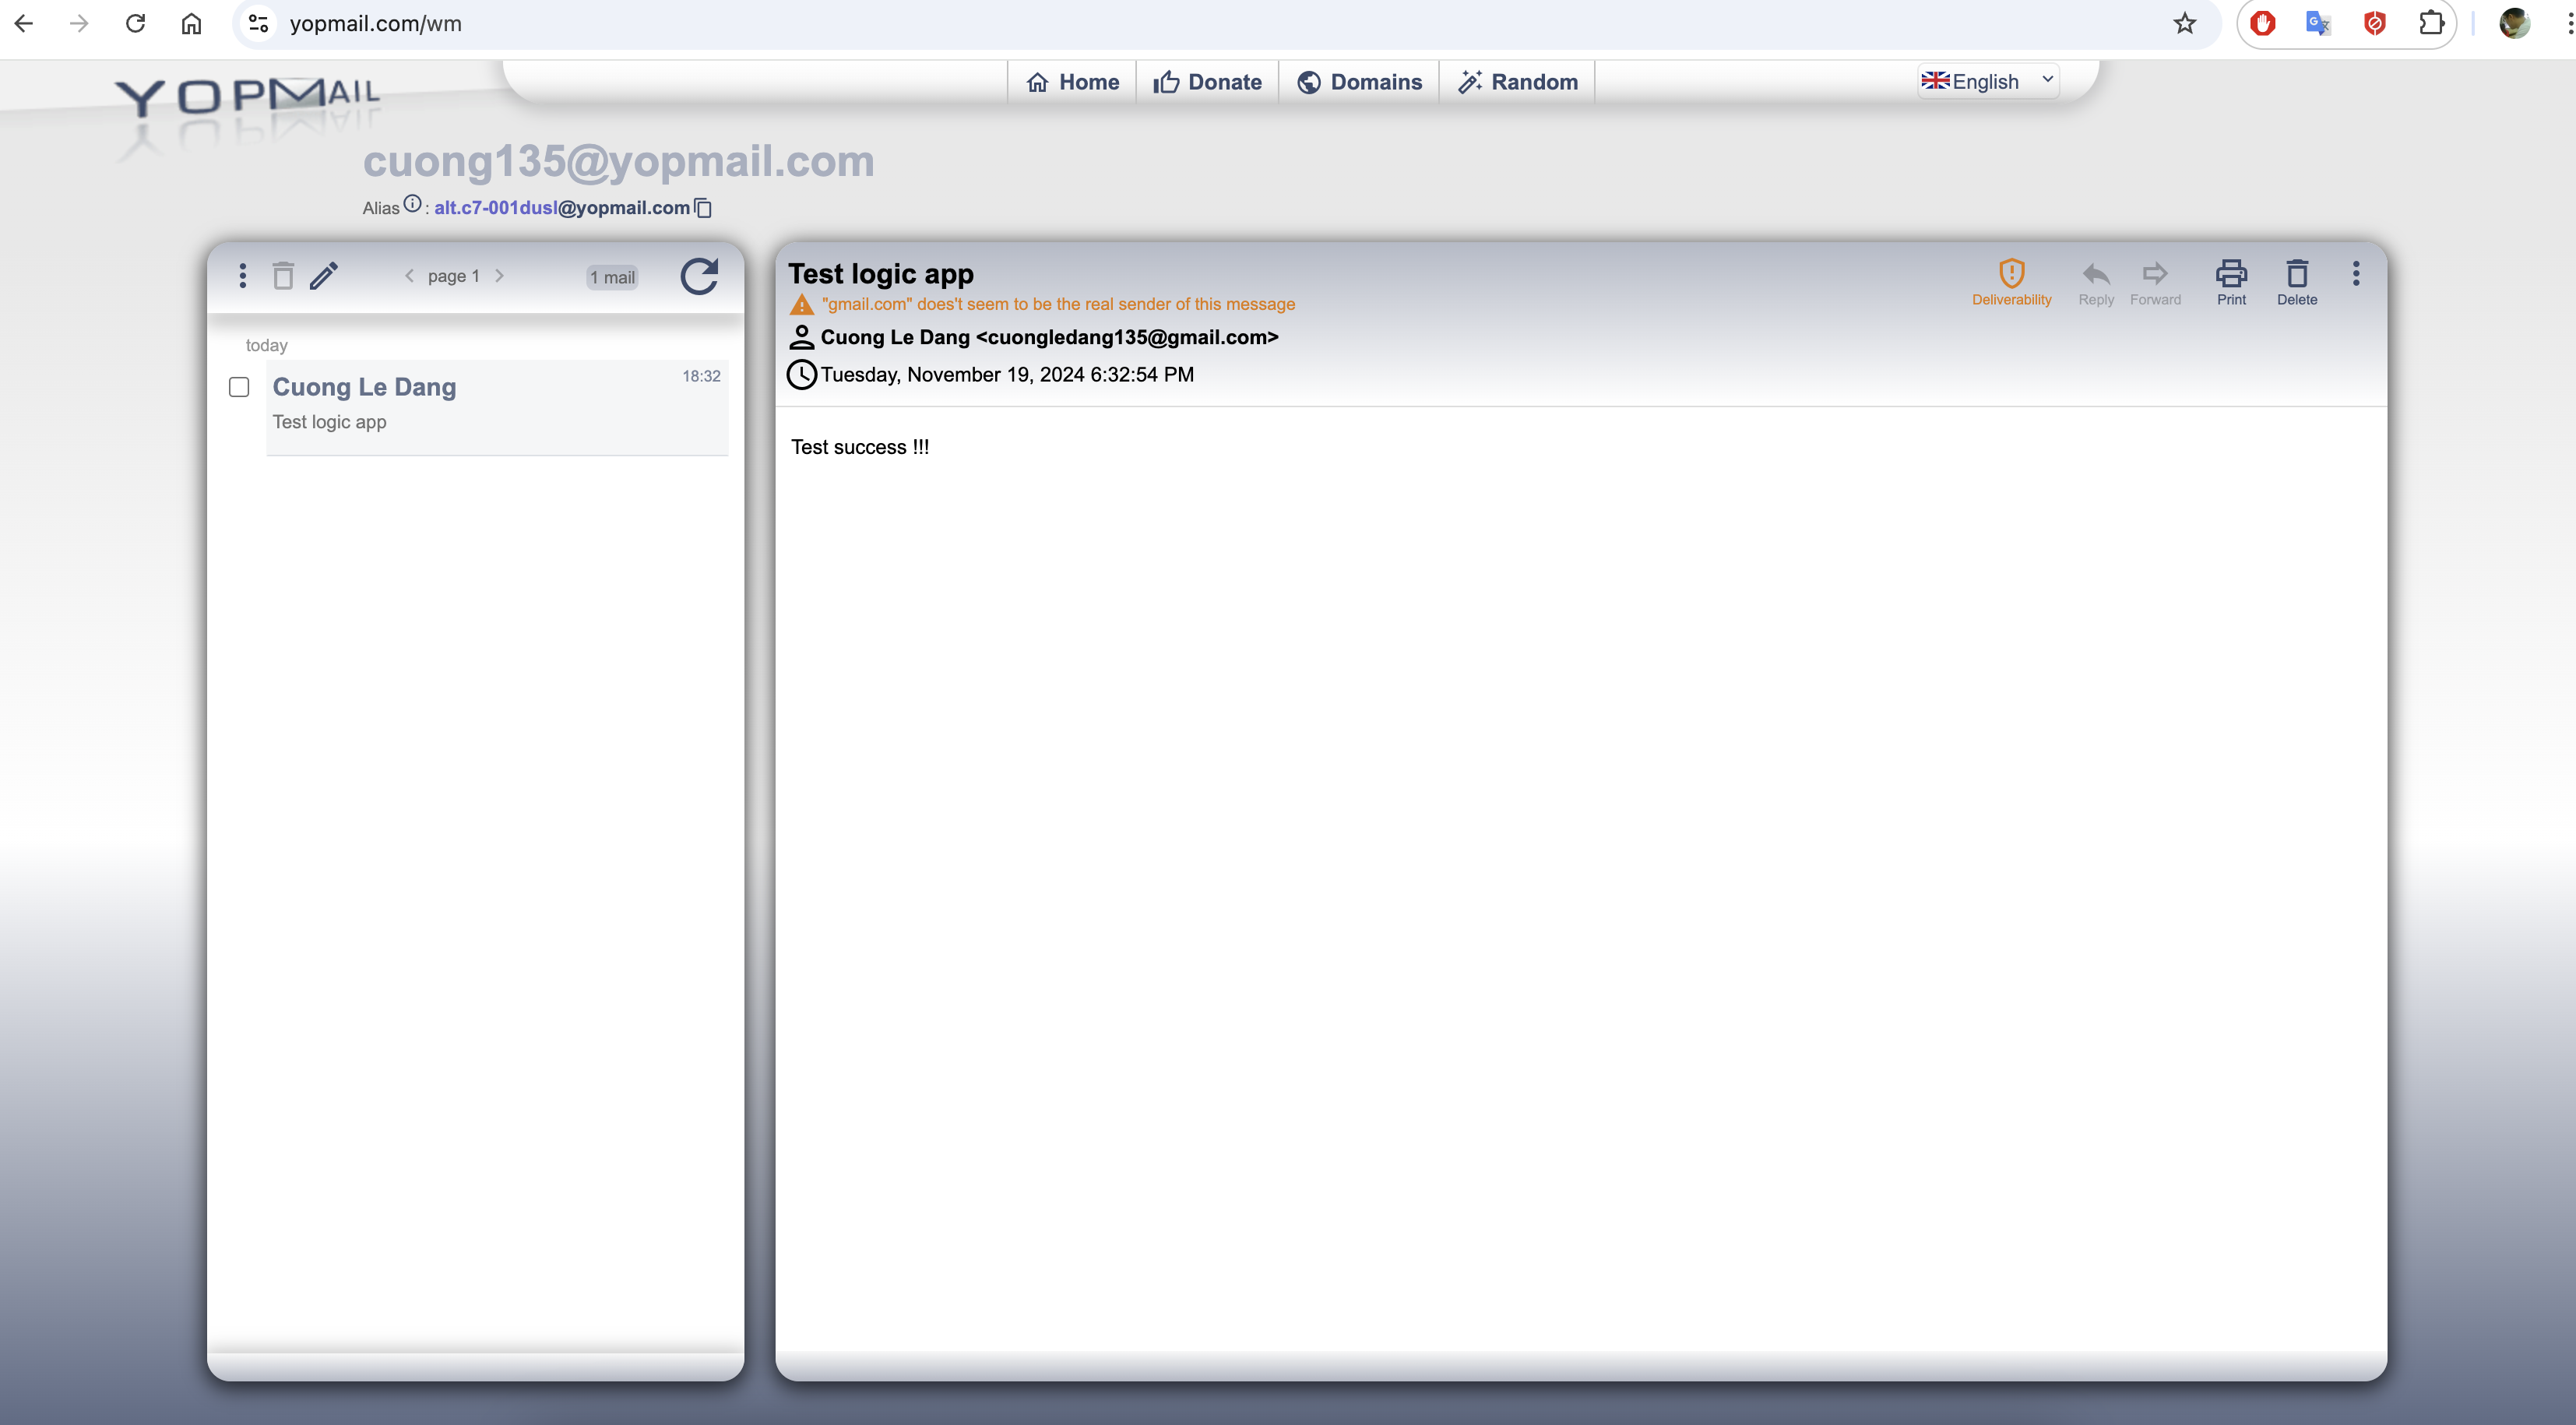 yopmail.com/wm
YOPMAIL
Home
Donate
Domains
Random
English
cuong135@yopmail.com
Alias : alt.c7-001dusl@yopmail.com
page 1
1 mail
today
Cuong Le Dang
18:32
Test logic app
Test logic app
"gmail.com" does't seem to be the real sender of this message
Cuong Le Dang <cuongledang135@gmail.com>
Tuesday, November 19, 2024 6:32:54 PM
Deliverability
Reply
Forward
Print
Delete
Test success !!!